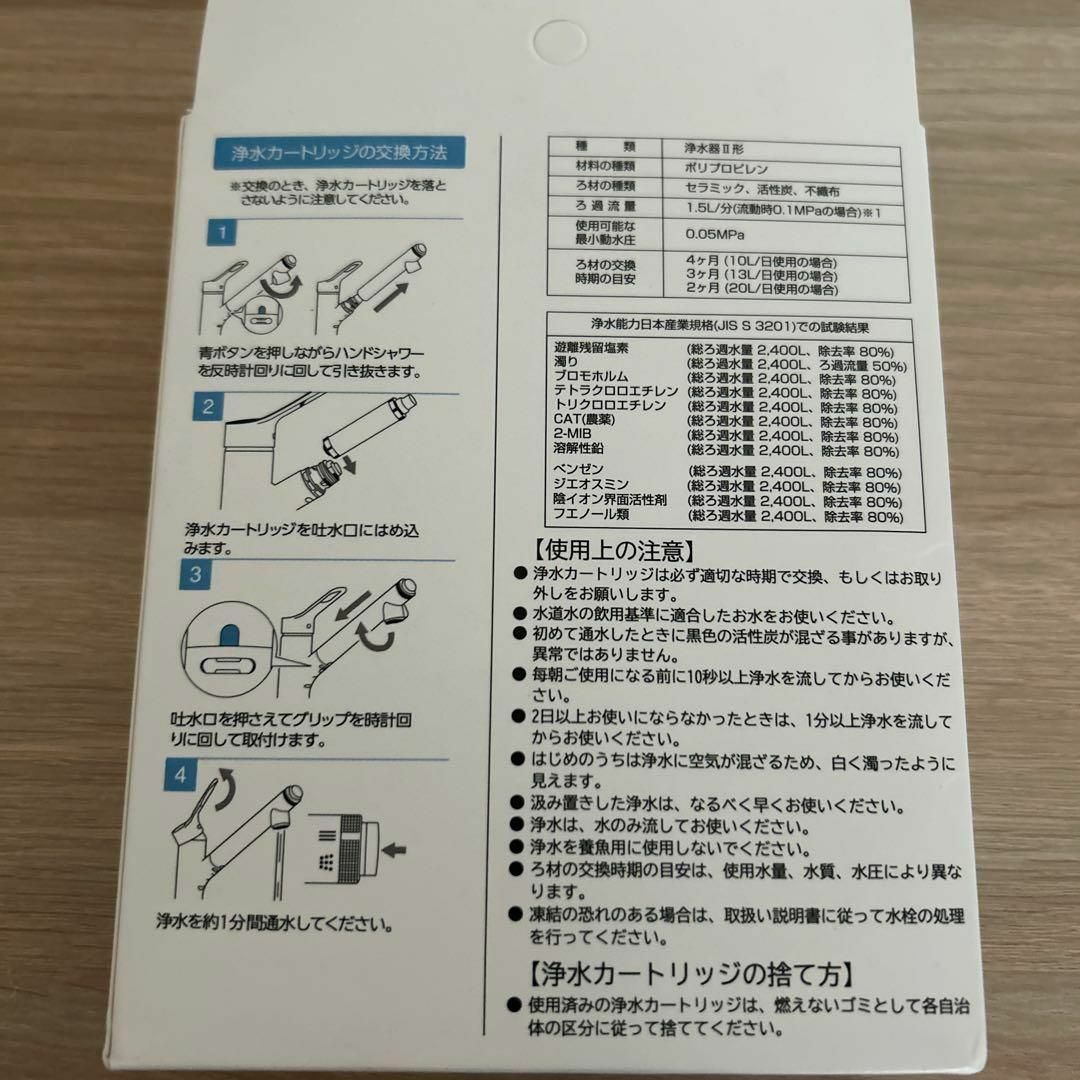 浄水カートリッジの交換方法
※交換のとき、浄水カートリッジを落と
さないように注意してください。
1
青ボタンを押しながらハンドシャワー
を反時計回りに回して引き抜きます。
2
浄水カートリッジを吐水口にはめ込
みます。
3
吐水口を押さえてグリップを時計回
りに回して取付けます。
4
浄水を約1分間通水してください。
種 類 浄水器Ⅱ形
材料の種類 ポリプロピレン
ろ材の種類 セラミック、活性炭、不織布
ろ過流量 1.5L/分(流動時0.1MPaの場合)※1
使用可能な
最小動水圧 0.05MPa
ろ材の交換
時期の目安
4ヶ月 (10L/日使用の場合)
3ヶ月 (13L/日使用の場合)
2ヶ月 (20L/日使用の場合)
浄水能力日本産業規格(JIS S 3201)での試験結果
遊離残留塩素 (総ろ過水量 2,400L、除去率 80%)
濁り (総ろ過水量 2,400L、ろ過流量 50%)
ブロモホルム (総ろ過水量 2,400L、除去率 80%)
テトラクロロエチレン (総ろ過水量 2,400L、除去率 80%)
トリクロロエチレン (総ろ過水量 2,400L、除去率 80%)
CAT(農薬) (総ろ過水量 2,400L、除去率 80%)
2-MIB (総ろ過水量 2,400L、除去率 80%)
溶解性鉛 (総ろ過水量 2,400L、除去率 80%)
ベンゼン (総ろ過水量 2,400L、除去率 80%)
ジエオスミン (総ろ過水量 2,400L、除去率 80%)
陰イオン界面活性剤 (総ろ過水量 2,400L、除去率 80%)
フエノール類 (総ろ過水量 2,400L、除去率 80%)
【使用上の注意】
● 浄水カートリッジは必ず適切な時期で交換、もしくはお取り
外しをお願いします。
● 水道水の飲用基準に適合したお水をお使いください。
● 初めて通水したときに黒色の活性炭が混ざる事がありますが、
異常ではありません。
● 毎朝ご使用になる前に10秒以上浄水を流してからお使いくだ
さい。
● 2日以上お使いにならなかったときは、1分以上浄水を流して
からお使いください。
● はじめのうちは浄水に空気が混ざるため、白く濁ったように
見えます。
● 汲み置きした浄水は、なるべく早くお使いください。
● 浄水は、水のみ流してお使いください。
● 浄水を養魚用に使用しないでください。
● ろ材の交換時期の目安は、使用水量、水質、水圧により異な
ります。
● 凍結の恐れのある場合は、取扱い説明書に従って水栓の処理
を行ってください。
【浄水カートリッジの捨て方】
● 使用済みの浄水カートリッジは、燃えないゴミとして各自治
体の区分に従って捨ててください。